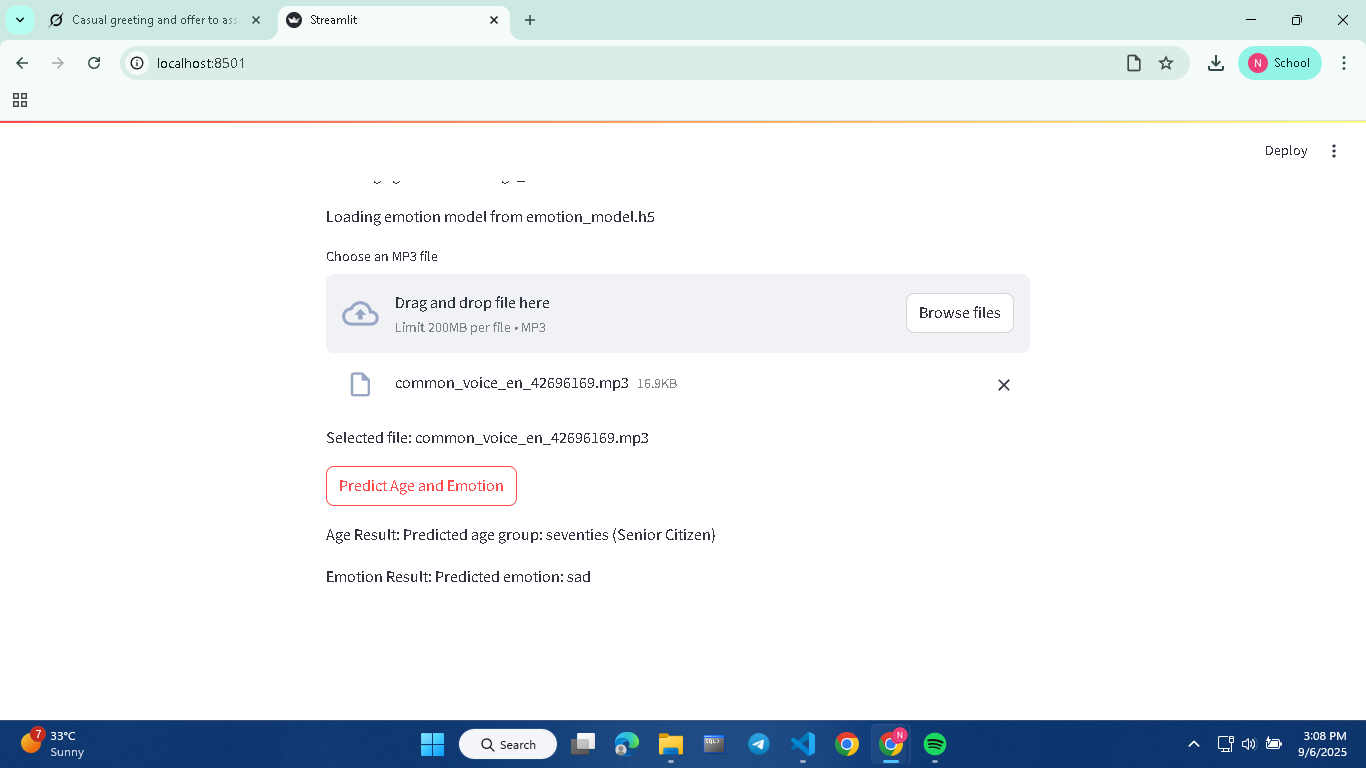 Casual greeting and offer to as
Streamlit
localhost:8501
N
School
Deploy
Loading emotion model from emotion_model.h5
Choose an MP3 file
Drag and drop file here
Limit 200MB per file • MP3
Browse files
common_voice_en_42696169.mp3 16.9KB
Selected file: common_voice_en_42696169.mp3
Predict Age and Emotion
Age Result: Predicted age group: seventies (Senior Citizen)
Emotion Result: Predicted emotion: sad
7
33°C
Sunny
Search
SQL>
N
3:08 PM
9/6/2025